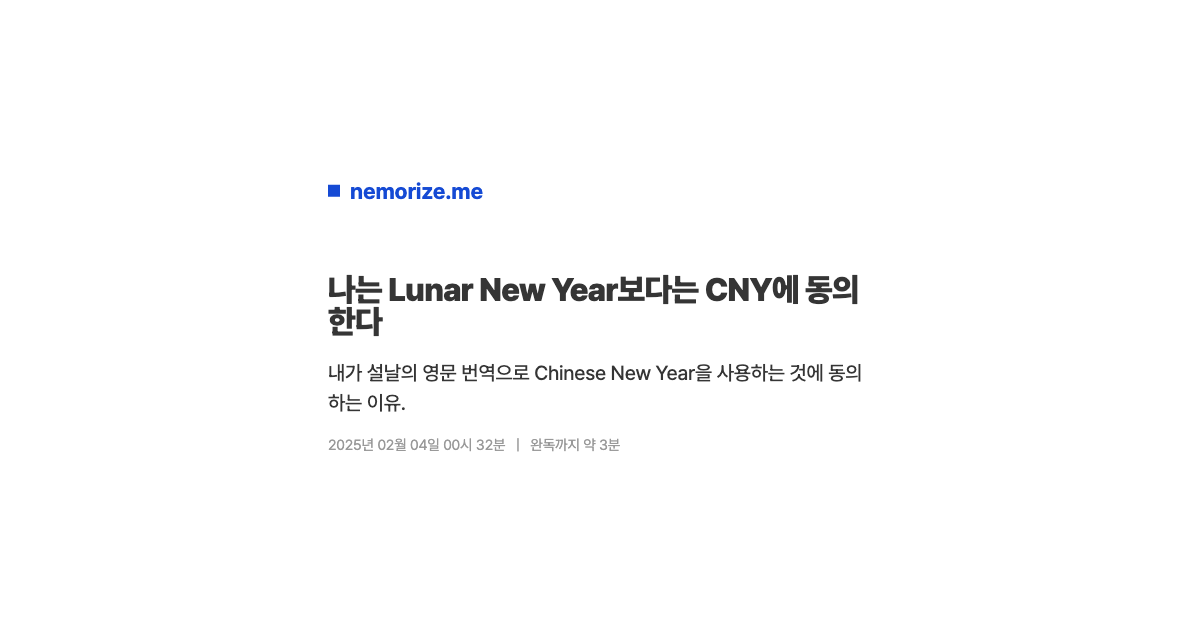 nemorize.me
나는 Lunar New Year보다는 CNY에 동의
한다
내가 설날의 영문 번역으로 Chinese New Year을 사용하는 것에 동의
하는 이유.
2025년 02월 04일 00시 32분 | 완독까지 약 3분